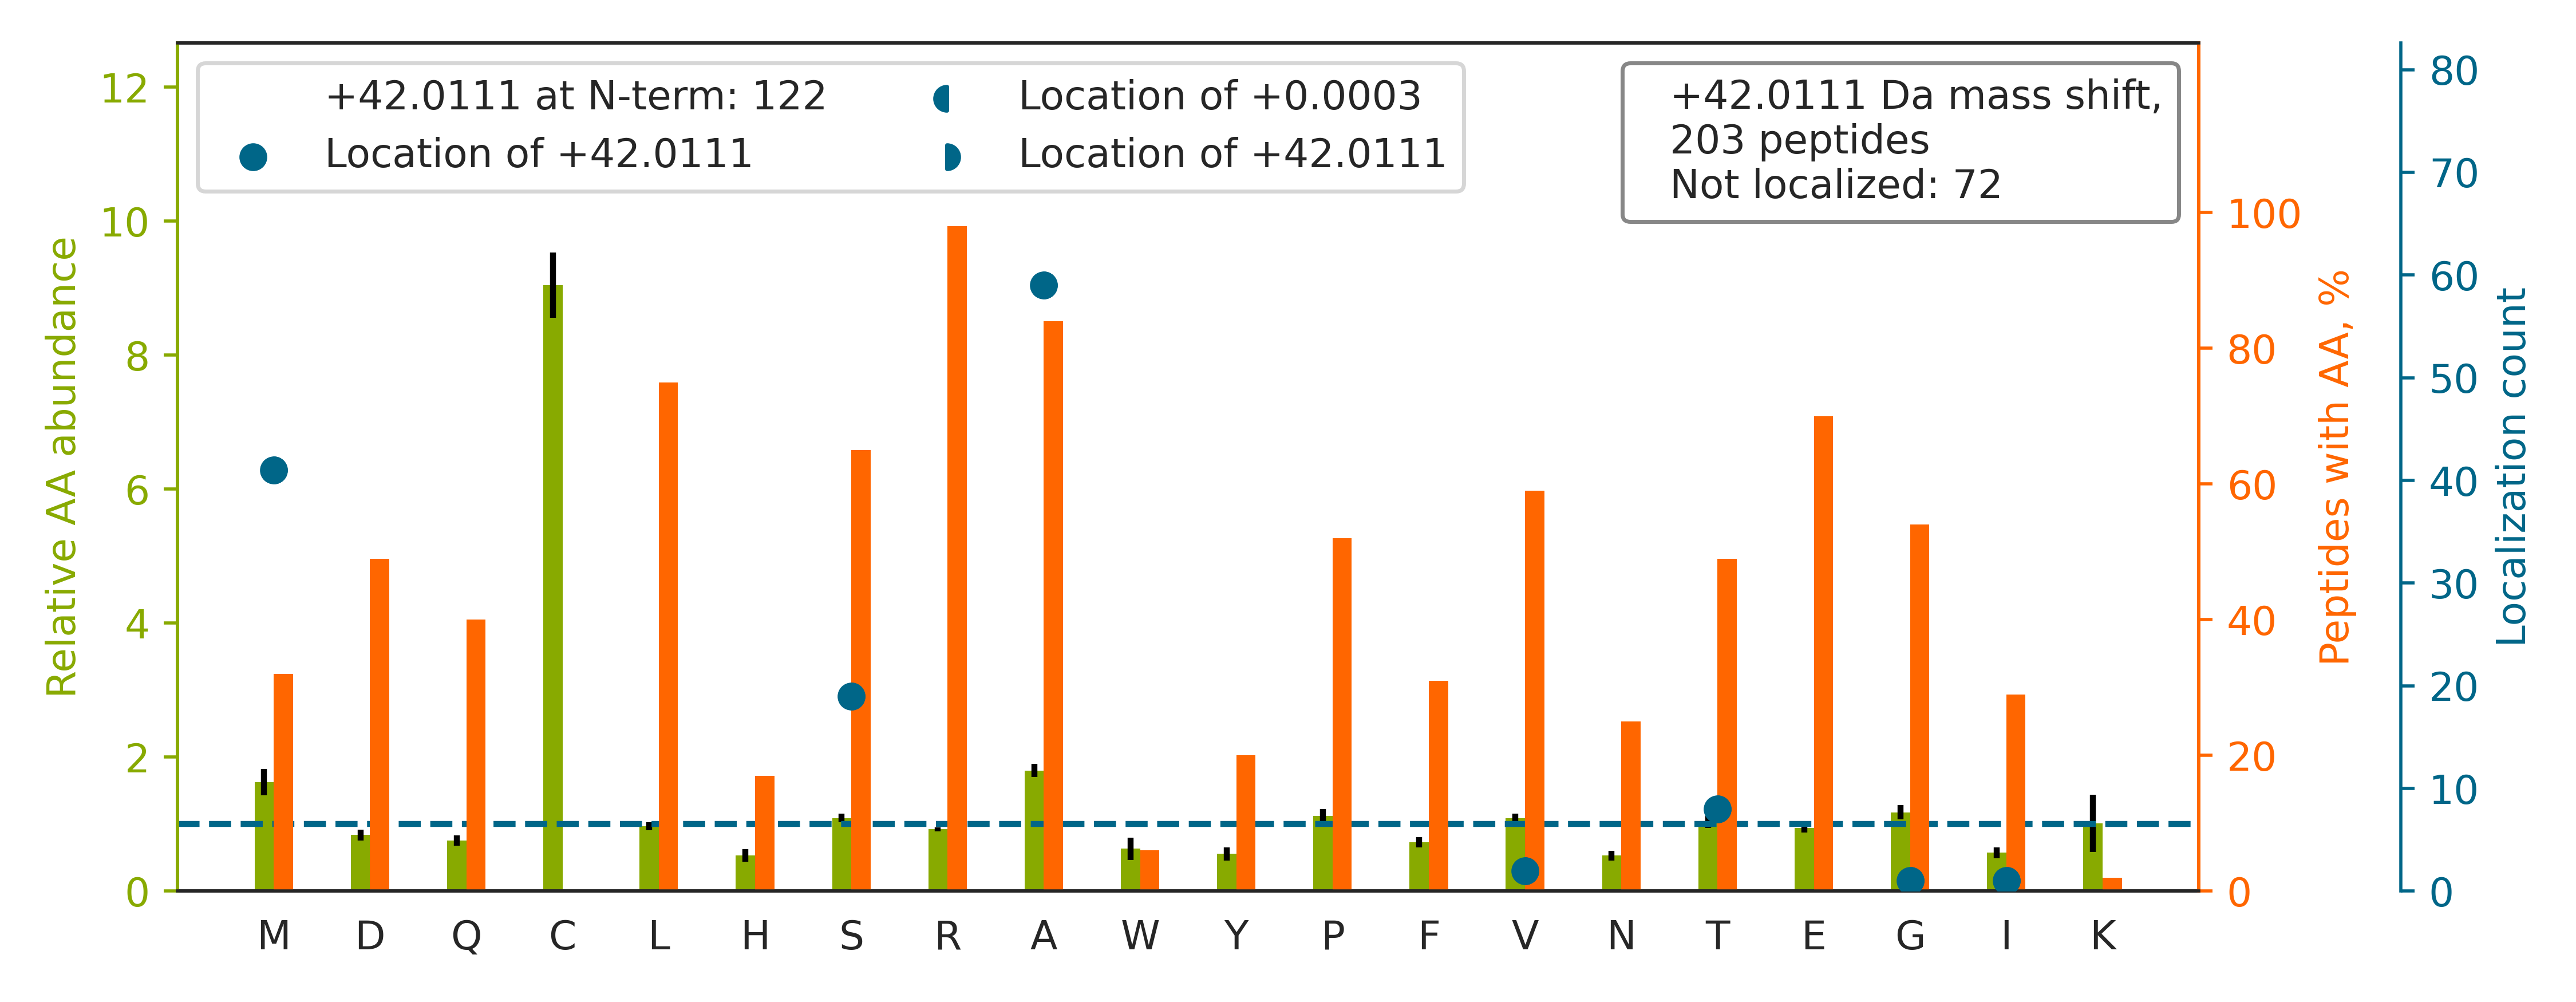 +42.0111 at N-term: 122
Location of +42.0111
Location of +0.0003
Location of +42.0111
+42.0111 Da mass shift,
203 peptides
Not localized: 72
Relative AA abundance
12
10
8
6
4
2
0
M D Q C L H S R A W Y P F V N T E G I K
100
80
60
40
20
0
Peptides with AA, %
80
70
60
50
40
30
20
10
0
Localization count